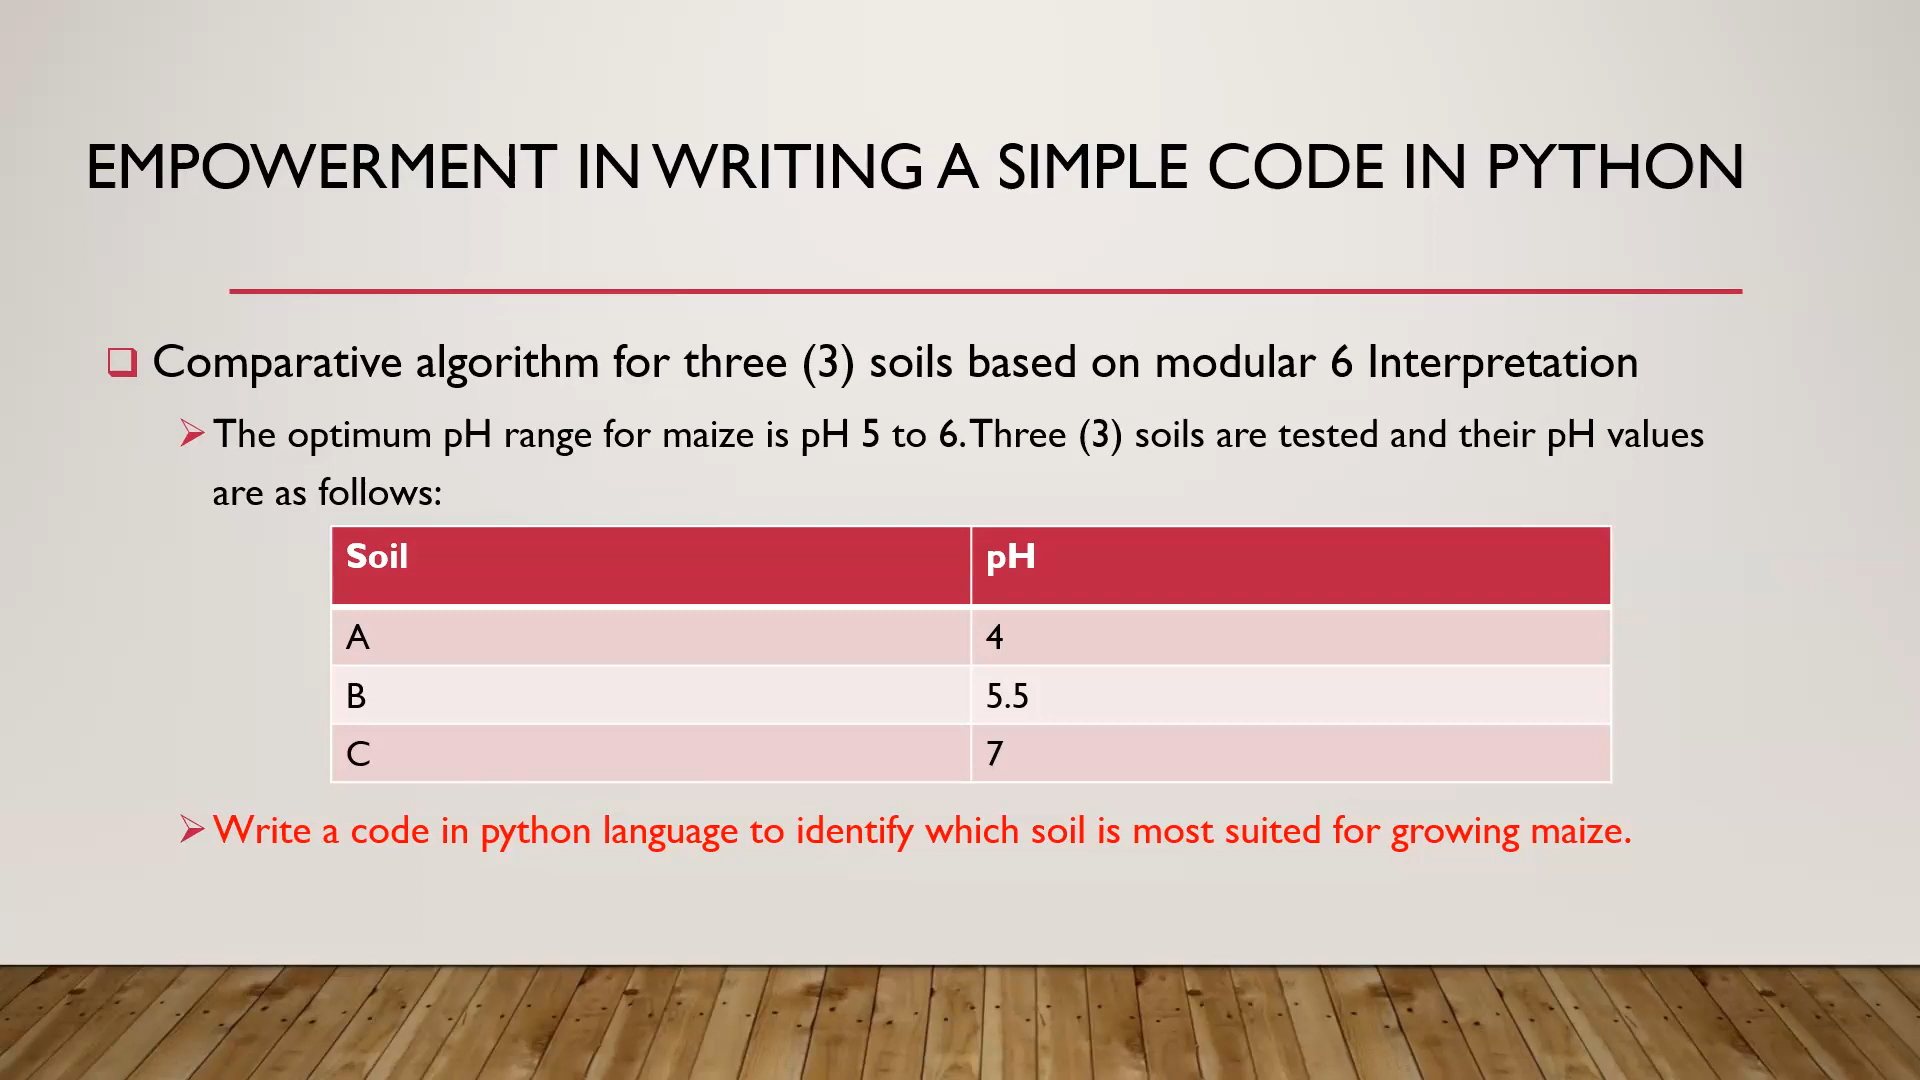 EMPOWERMENT IN WRITING A SIMPLE CODE IN PYTHON
Comparative algorithm for three (3) soils based on modular 6 Interpretation
The optimum pH range for maize is pH 5 to 6. Three (3) soils are tested and their pH values
are as follows:
Soil pH
A 4
B 5.5
C 7
Write a code in python language to identify which soil is most suited for growing maize.